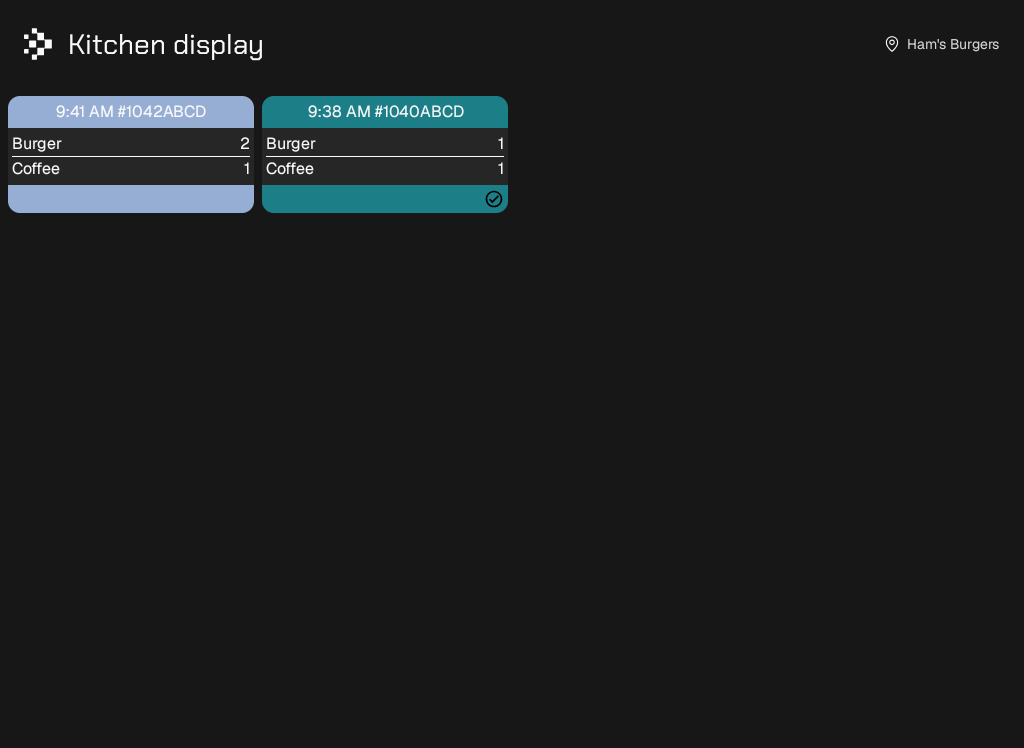 Kitchen display
Ham's Burgers
9:41 AM #1042ABCD
Burger 2
Coffee 1
9:38 AM #1040ABCD
Burger 1
Coffee 1